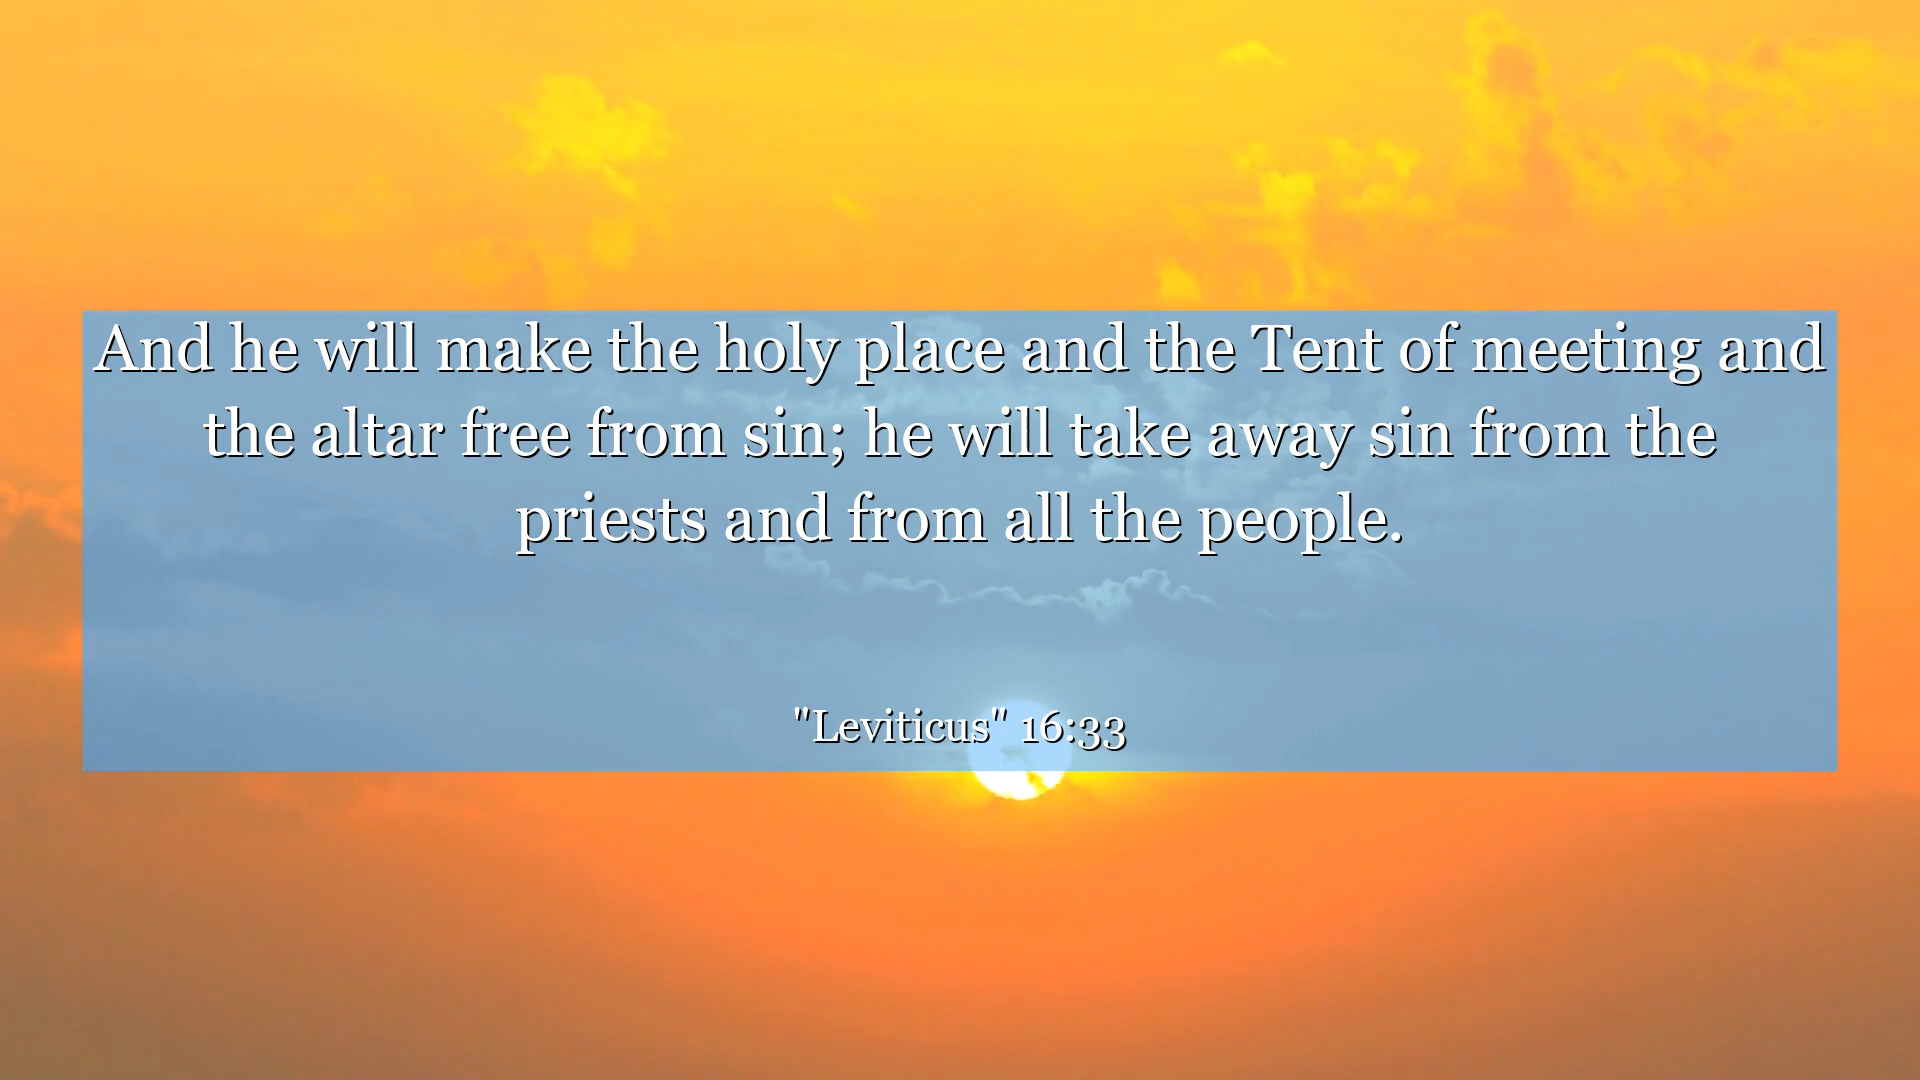 And he will make the holy place and the Tent of meeting and
the altar free from sin; he will take away sin from the
priests and from all the people.
"Leviticus" 16:33